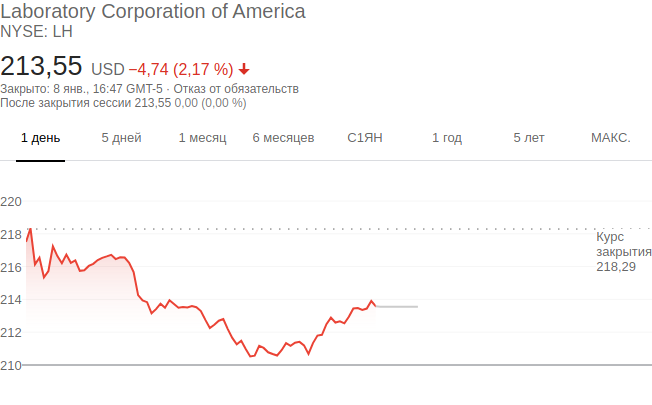 Laboratory Corporation of America
NYSE: LH
213,55 USD −4,74 (2,17 %)
Закрыто: 8 янв., 16:47 GMT-5 · Отказ от обязательств
После закрытия сессии 213,55 0,00 (0,00 %)
1 день 5 дней 1 месяц 6 месяцев С1ЯН 1 год 5 лет МАКС.
220
218
216
214
212
210
Курс
закрытия
218,29